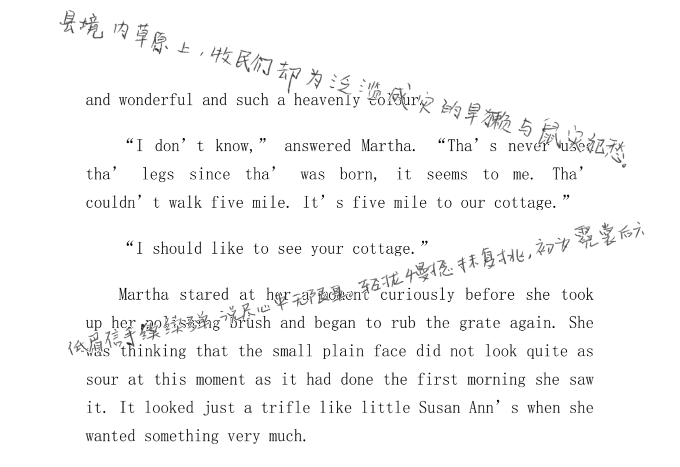 县境内草原上，牧民们却为泛滥成灾的旱獭与鼠灾犯愁。
and wonderful and such a heavenly colour.
“I don’t know,” answered Martha. “Tha’s never used
tha’ legs since tha’ was born, it seems to me. Tha’
couldn’t walk five mile. It’s five mile to our cottage.”
“I should like to see your cottage.”
低眉信手续续弹，说尽心中无限事。轻拢慢捻抹复挑，初为霓裳后六
Martha stared at her a moment curiously before she took
up her polishing brush and began to rub the grate again. She
was thinking that the small plain face did not look quite as
sour at this moment as it had done the first morning she saw
it. It looked just a trifle like little Susan Ann’s when she
wanted something very much.